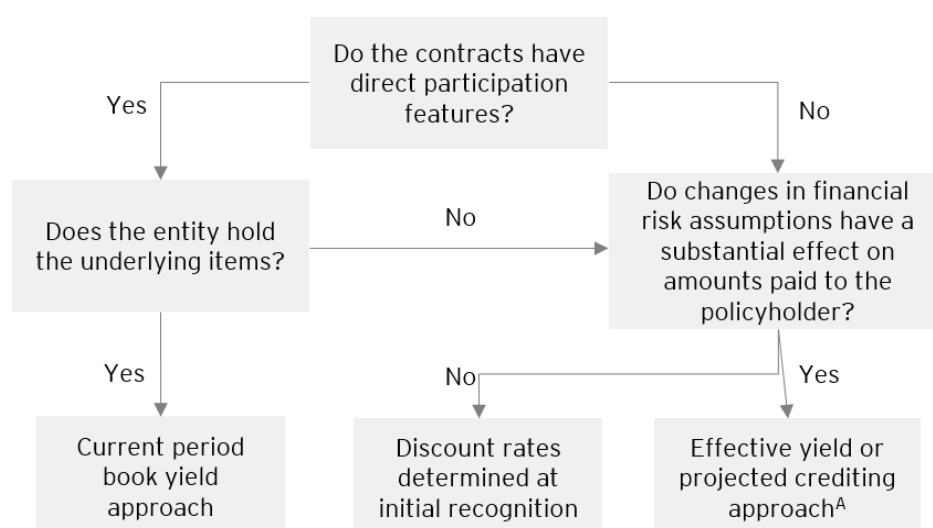 Do the contracts have
direct participation
features?
Yes
No
Does the entity hold
the underlying items?
No
Do changes in financial
risk assumptions have a
substantial effect on
amounts paid to the
policyholder?
Yes
No
Yes
Current period
book yield
approach
Discount rates
determined at
initial recognition
Effective yield or
projected crediting
approachᴬ